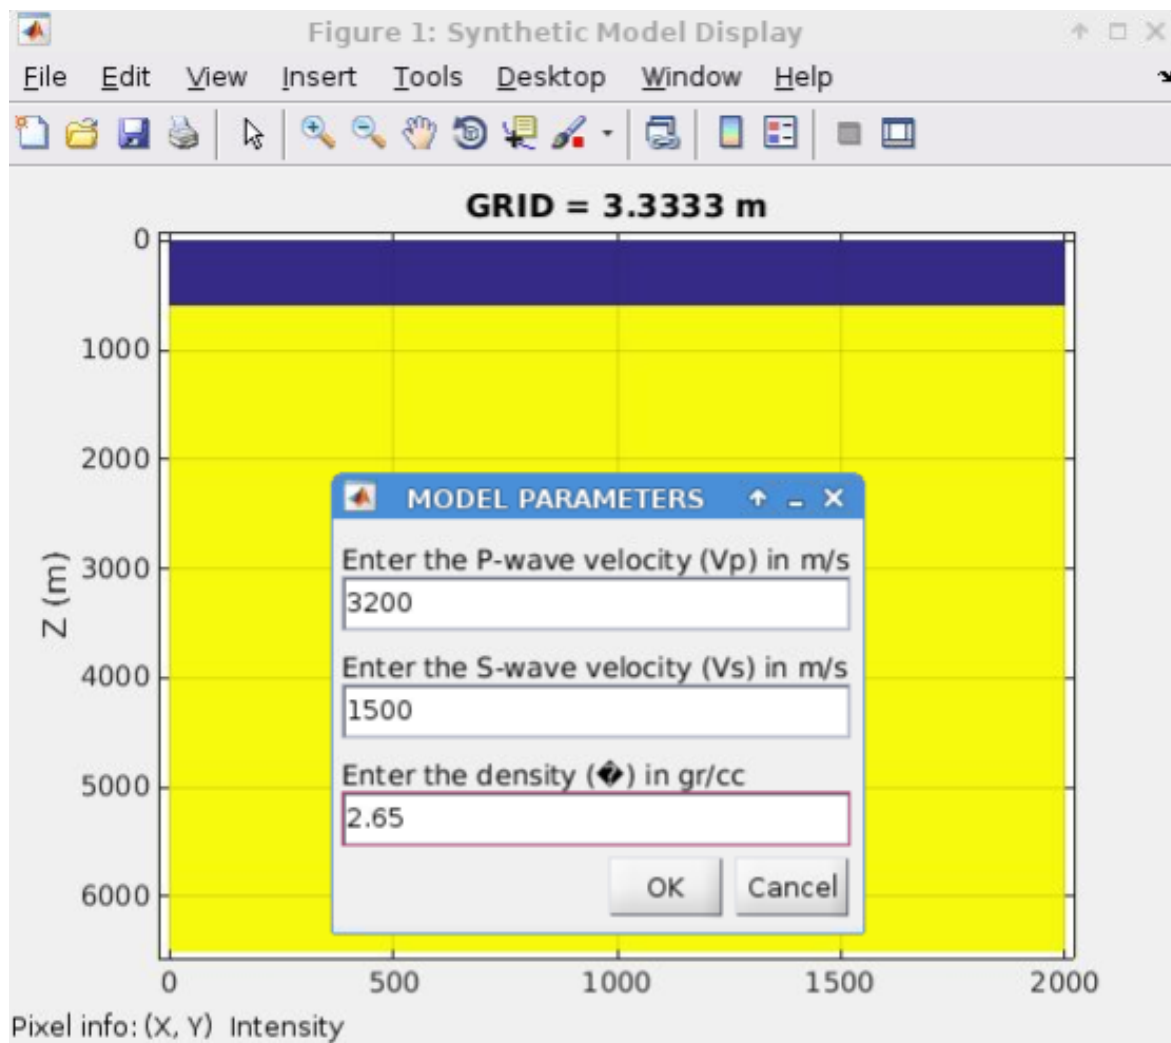 Figure 1: Synthetic Model Display
File Edit View Insert Tools Desktop Window Help
GRID = 3.3333 m
0
1000
2000
3000
4000
5000
6000
Z (m)
MODEL PARAMETERS
Enter the P-wave velocity (Vp) in m/s
3200
Enter the S-wave velocity (Vs) in m/s
1500
Enter the density (�) in gr/cc
2.65
OK Cancel
0 500 1000 1500 2000
Pixel info: (X, Y) Intensity